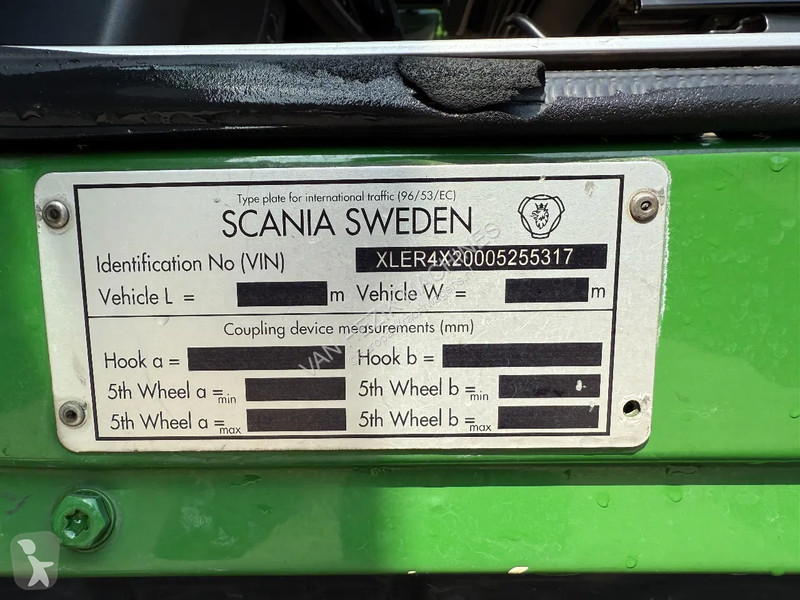 Type plate for international traffic (96/53/EC)
SCANIA SWEDEN
Identification No (VIN) XLER4X20005255317
Vehicle L = m Vehicle W = m
Coupling device measurements (mm)
Hook a = Hook b =
5th Wheel a =min 5th Wheel b =min
5th Wheel a =max 5th Wheel b =max